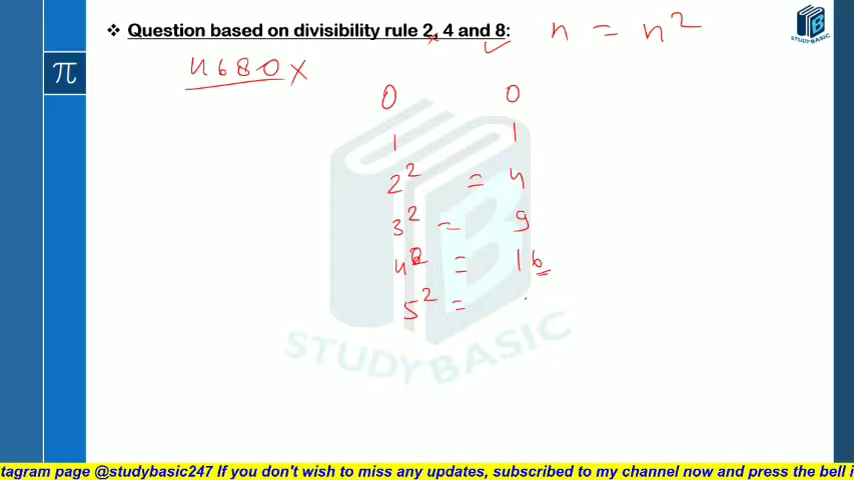 ❖ Question based on divisibility rule 2, 4 and 8:
n = n²
STUDYBASIC
π
4680x
0 0
1 1
2² = 4
3² = 9
4² = 16
5² =
STUDYBASIC
tagram page @studybasic247 If you don't wish to miss any updates, subscribed to my channel now and press the bell i